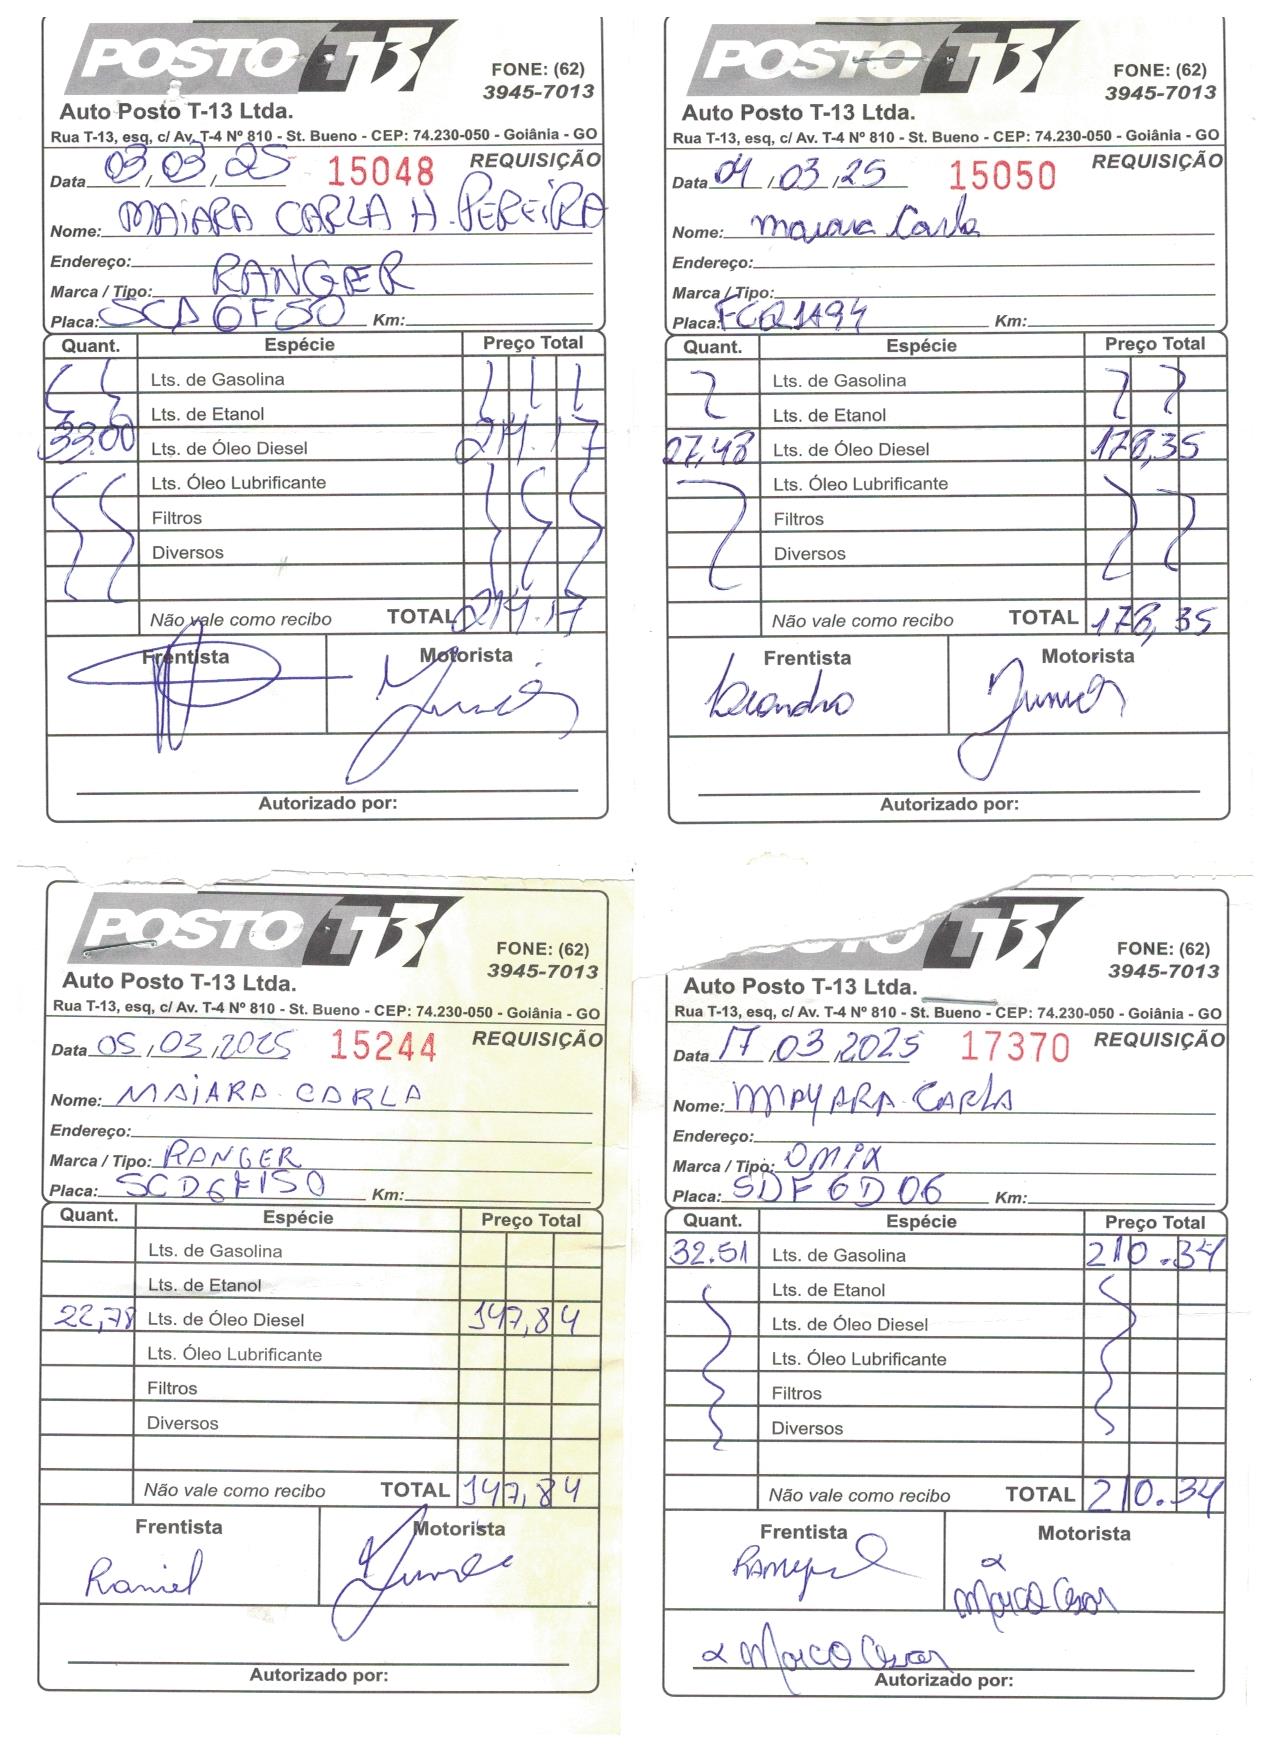 POSTO T-13
FONE: (62)
3945-7013
Auto Posto T-13 Ltda.
Rua T-13, esq, c/ Av. T-4 Nº 810 - St. Bueno - CEP: 74.230-050 - Goiânia - GO
REQUISIÇÃO
Data 03/03/25 15048
Nome: MAIARA CARLA H. PEREIRA
Endereço:
Marca / Tipo: RANGER
Placa: SCD6F50 Km:
Quant. Espécie Preço Total
Lts. de Gasolina
Lts. de Etanol
33.00 Lts. de Óleo Diesel 214.17
Lts. Óleo Lubrificante
Filtros
Diversos
Não vale como recibo TOTAL 214.17
Frentista Motorista
Junior
Autorizado por:
POSTO T-13
FONE: (62)
3945-7013
Auto Posto T-13 Ltda.
Rua T-13, esq, c/ Av. T-4 Nº 810 - St. Bueno - CEP: 74.230-050 - Goiânia - GO
REQUISIÇÃO
Data 04/03/25 15050
Nome: Maiara Carla
Endereço:
Marca / Tipo:
Placa: FCQ1A94 Km:
Quant. Espécie Preço Total
Lts. de Gasolina
Lts. de Etanol
27,48 Lts. de Óleo Diesel 178,35
Lts. Óleo Lubrificante
Filtros
Diversos
Não vale como recibo TOTAL 178,35
Frentista Motorista
Leandro Junior
Autorizado por:
POSTO T-13
FONE: (62)
3945-7013
Auto Posto T-13 Ltda.
Rua T-13, esq, c/ Av. T-4 Nº 810 - St. Bueno - CEP: 74.230-050 - Goiânia - GO
REQUISIÇÃO
Data 05/03/2025 15244
Nome: MAIARA CARLA
Endereço:
Marca / Tipo: RANGER
Placa: SCD6F150 Km:
Quant. Espécie Preço Total
Lts. de Gasolina
Lts. de Etanol
22,78 Lts. de Óleo Diesel 147,84
Lts. Óleo Lubrificante
Filtros
Diversos
Não vale como recibo TOTAL 147,84
Frentista Motorista
Raniel Junior
Autorizado por:
POSTO T-13
FONE: (62)
3945-7013
Auto Posto T-13 Ltda.
Rua T-13, esq, c/ Av. T-4 Nº 810 - St. Bueno - CEP: 74.230-050 - Goiânia - GO
REQUISIÇÃO
Data 17/03/2025 17370
Nome: MAYARA CARLA
Endereço:
Marca / Tipo: OMIX
Placa: SDF6D06 Km:
Quant. Espécie Preço Total
32.51 Lts. de Gasolina 210.34
Lts. de Etanol
Lts. de Óleo Diesel
Lts. Óleo Lubrificante
Filtros
Diversos
Não vale como recibo TOTAL 210.34
Frentista Motorista
Marco Cesar
Marco Cesar
Autorizado por: